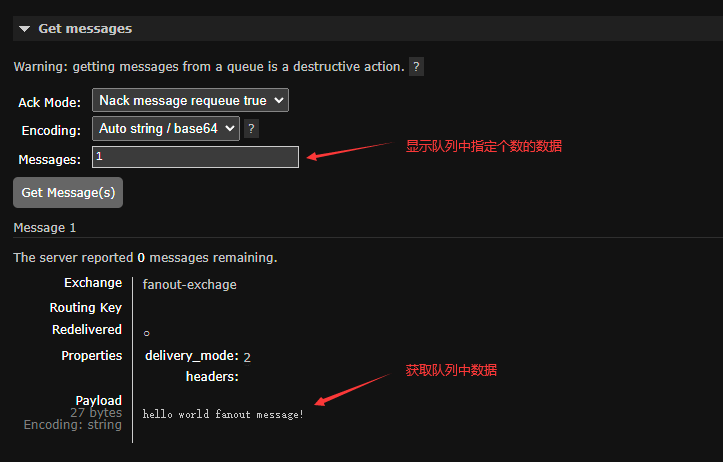 Get messages
Warning: getting messages from a queue is a destructive action. ?
Ack Mode: Nack message requeue true
Encoding: Auto string / base64 ?
Messages: 1 显示队列中指定个数的数据
Get Message(s)
Message 1
The server reported 0 messages remaining.
Exchange fanout-exchage
Routing Key
Redelivered ○
Properties delivery_mode: 2
headers: 获取队列中数据
Payload
27 bytes hello world fanout message!
Encoding: string